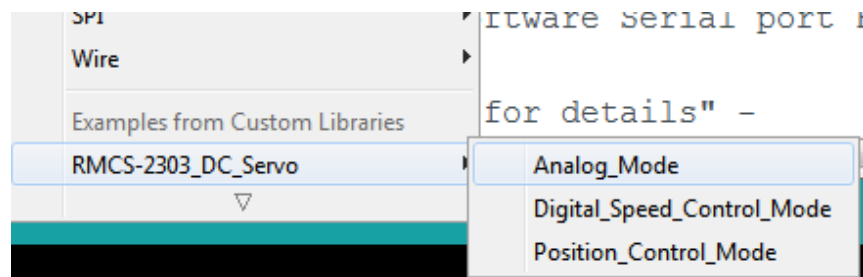 SPI
ftware Serial port
Wire
for details" -
Examples from Custom Libraries
RMCS-2303_DC_Servo
Analog_Mode
Digital_Speed_Control_Mode
Position_Control_Mode